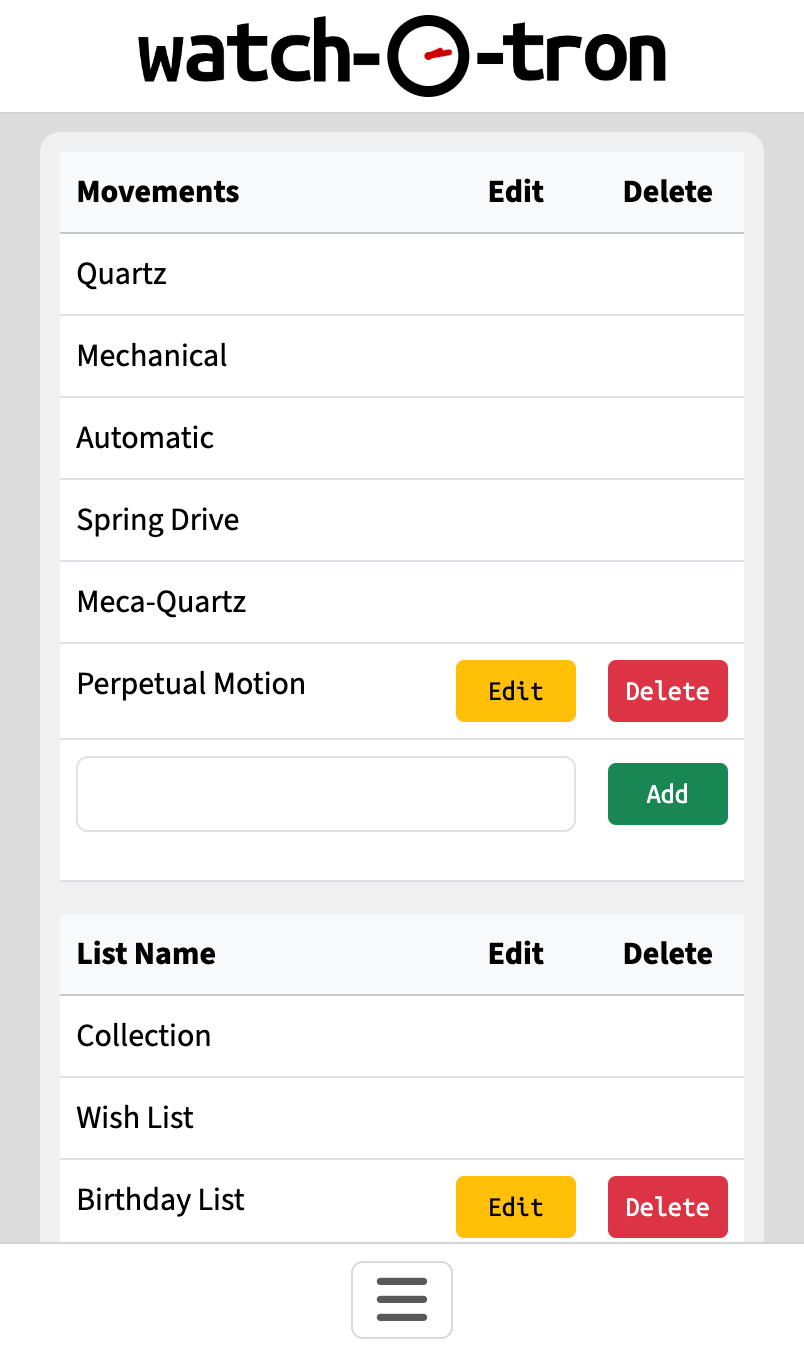 watch-O-tron
Movements Edit Delete
Quartz
Mechanical
Automatic
Spring Drive
Meca-Quartz
Perpetual Motion Edit Delete
Add
List Name Edit Delete
Collection
Wish List
Birthday List Edit Delete